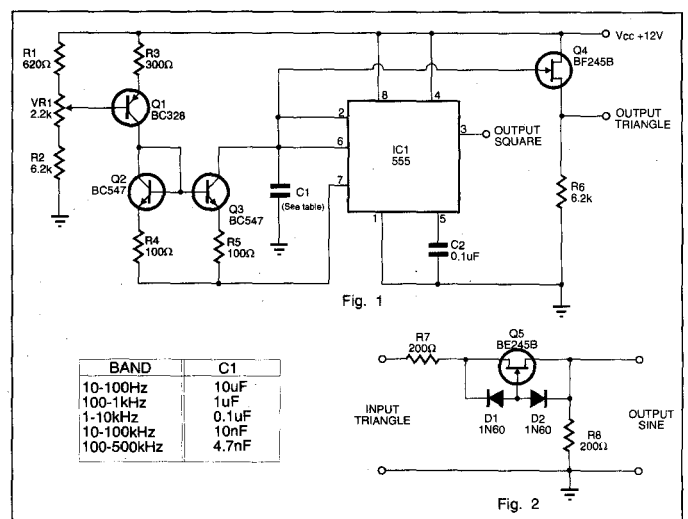 R1
620Ω
R3
300Ω
Q1
BC328
VR1
2.2k
R2
6.2k
Q2
BC547
Q3
BC547
R4
100Ω
R5
100Ω
C1
(See table)
8
4
2
6
7
3
1
5
IC1
555
OUTPUT
SQUARE
C2
0.1uF
Vcc +12V
Q4
BF245B
OUTPUT
TRIANGLE
R6
6.2k
Fig. 1
BAND C1
10-100Hz 10uF
100-1kHz 1uF
1-10kHz 0.1uF
10-100kHz 10nF
100-500kHz 4.7nF
R7
200Ω
Q5
BE245B
INPUT
TRIANGLE
D1
1N60
D2
1N60
R8
200Ω
OUTPUT
SINE
Fig. 2